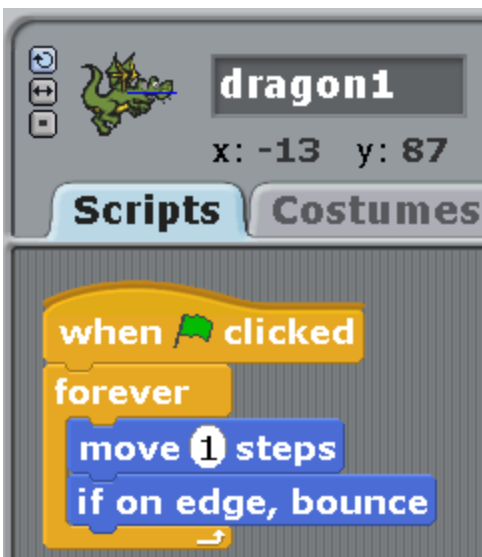 dragon1
x: -13 y: 87
Scripts Costumes
when clicked
forever
move 1 steps
if on edge, bounce